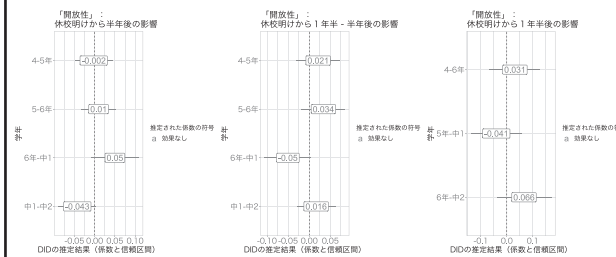 「開放性」：
休校明けから半年後の影響
4-5年
-0.002
5-6年
0.01
6年-中1
0.05
中1-中2
-0.043
学年
-0.05 0.00 0.05 0.10
DIDの推定結果（係数と信頼区間）
推定された係数の符号
a 効果なし
「開放性」：
休校明けから１年半 - 半年後の影響
4-5年
0.021
5-6年
0.034
6年-中1
-0.05
中1-中2
0.016
学年
-0.10 -0.05 0.00 0.05
DIDの推定結果（係数と信頼区間）
推定された係数の符号
a 効果なし
「開放性」：
休校明けから１年半後の影響
4-6年
0.031
5年-中1
-0.041
6年-中2
0.066
学年
-0.1 0.0 0.1
DIDの推定結果（係数と信頼区間）
推定された係数の
a 効果なし